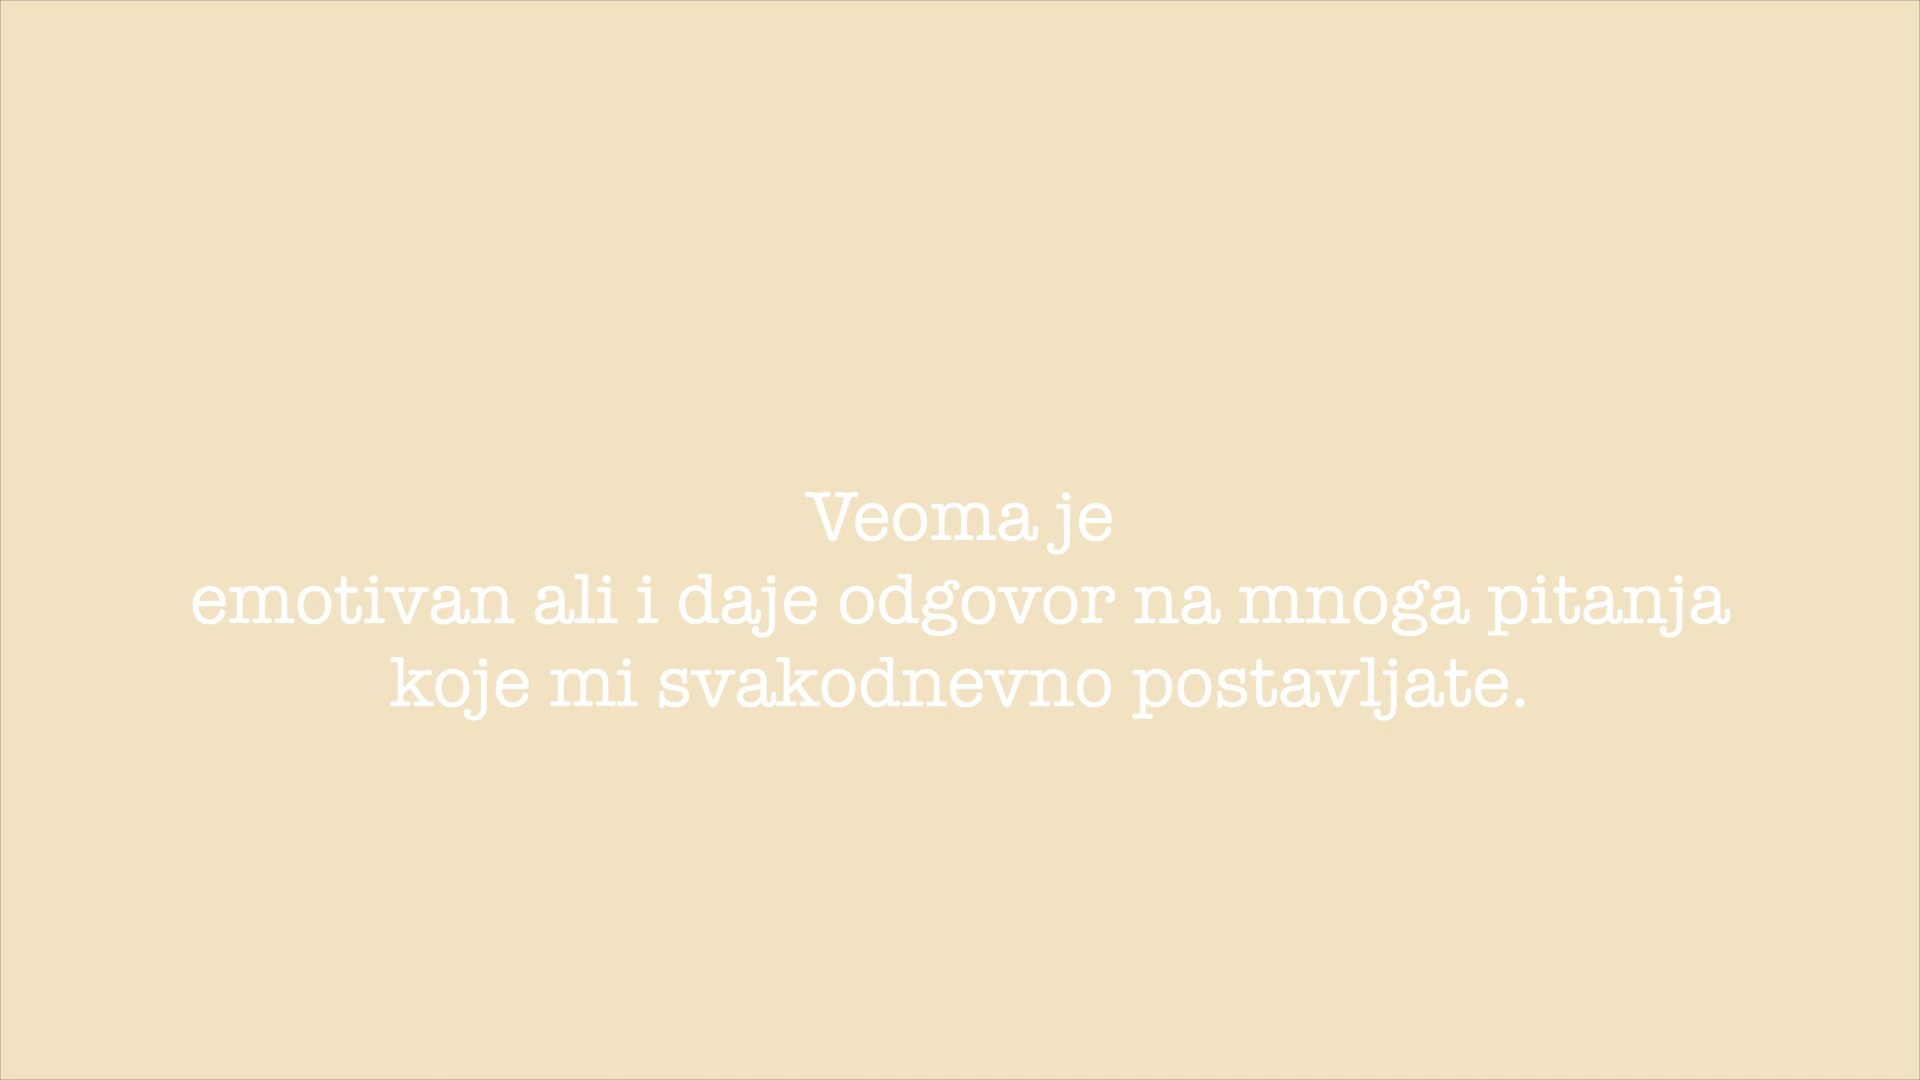 Veoma je
emotivan ali i daje odgovor na mnoga pitanja
koje mi svakodnevno postavljate.